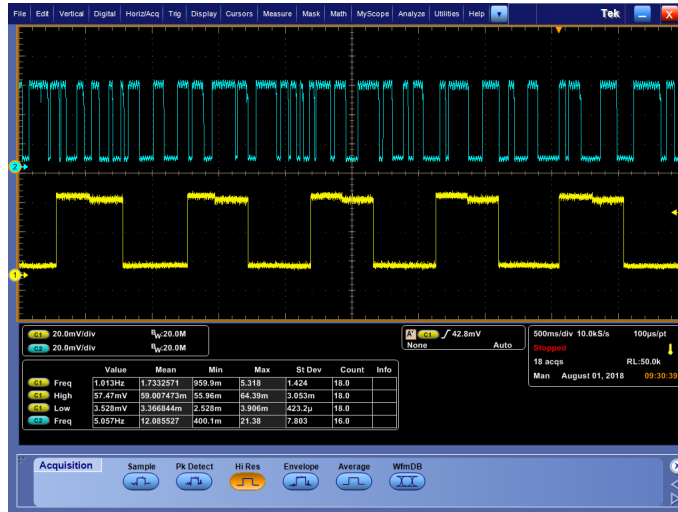 File Edit Vertical Digital Horiz/Acq Trig Display Cursors Measure Mask Math MyScope Analyze Utilities Help Tek X
2
1
C1 20.0mV/div BW:20.0M
C2 20.0mV/div BW:20.0M
A' C1 42.8mV
None Auto
500ms/div 10.0kS/s 100µs/pt
Stopped
18 acqs RL:50.0k
Man August 01, 2018 09:30:39
Value Mean Min Max St Dev Count Info
C1 Freq 1.013Hz 1.7332571 959.9m 5.318 1.424 18.0
C1 High 57.47mV 59.007473m 55.96m 64.39m 3.053m 18.0
C1 Low 3.528mV 3.366844m 2.528m 3.906m 423.2µ 18.0
C2 Freq 5.057Hz 12.085527 400.1m 21.38 7.803 16.0
Acquisition Sample Pk Detect Hi Res Envelope Average WfmDB X